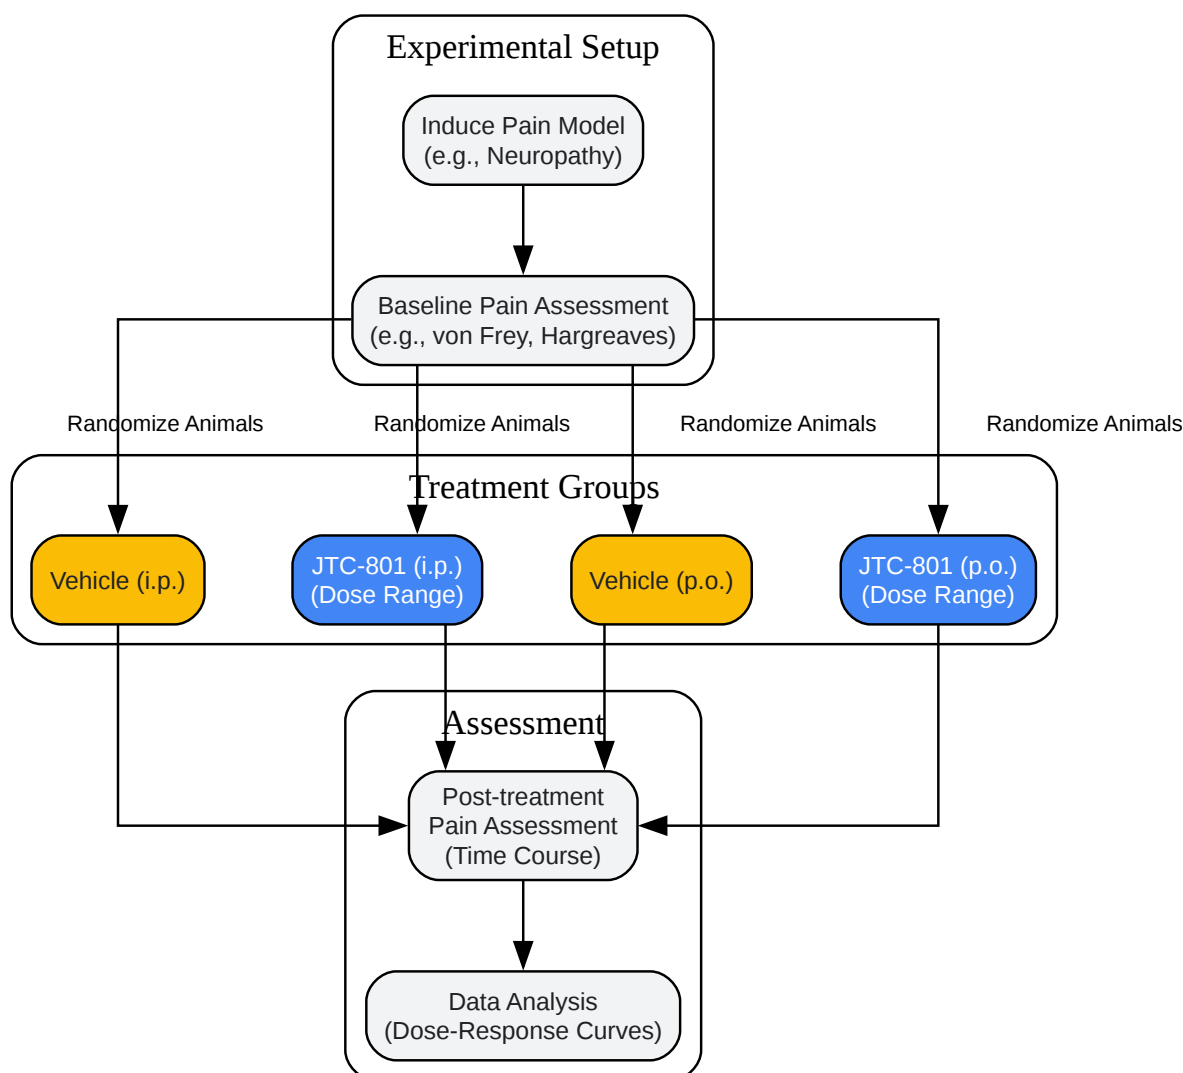 Experimental Setup
Induce Pain Model
(e.g., Neuropathy)
Baseline Pain Assessment
(e.g., von Frey, Hargreaves)
Randomize Animals
Randomize Animals
Randomize Animals
Randomize Animals
Treatment Groups
Vehicle (i.p.)
JTC-801 (i.p.)
(Dose Range)
Vehicle (p.o.)
JTC-801 (p.o.)
(Dose Range)
Assessment
Post-treatment
Pain Assessment
(Time Course)
Data Analysis
(Dose-Response Curves)